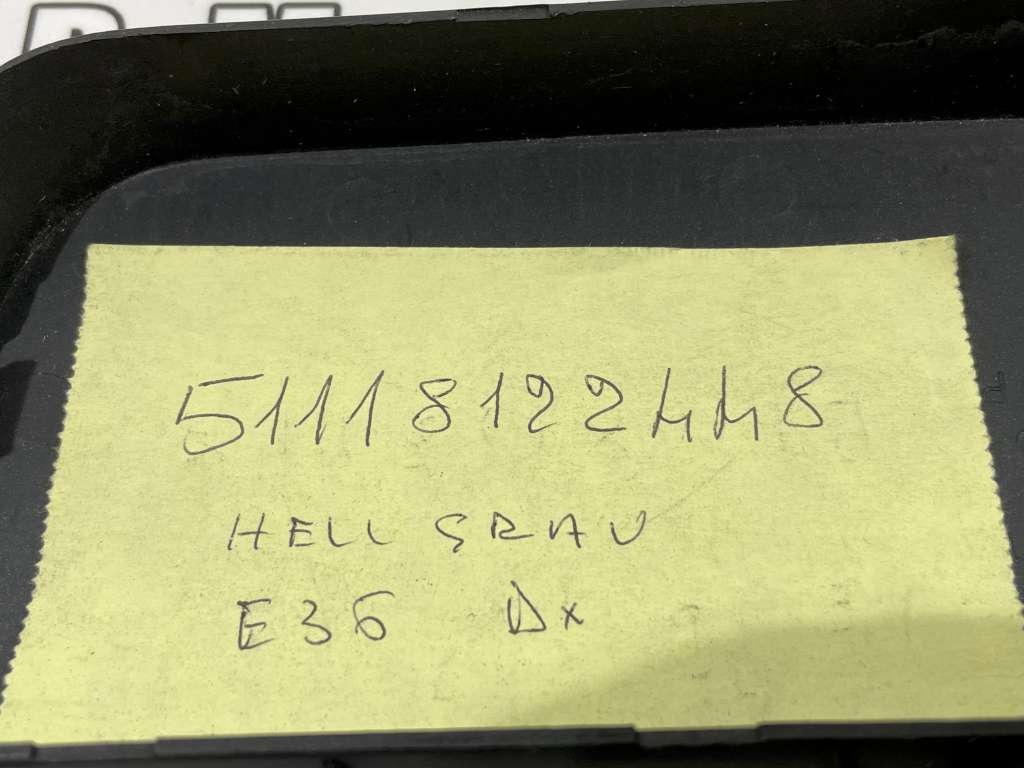 51118122448
HELL GRAU
E36 Dx